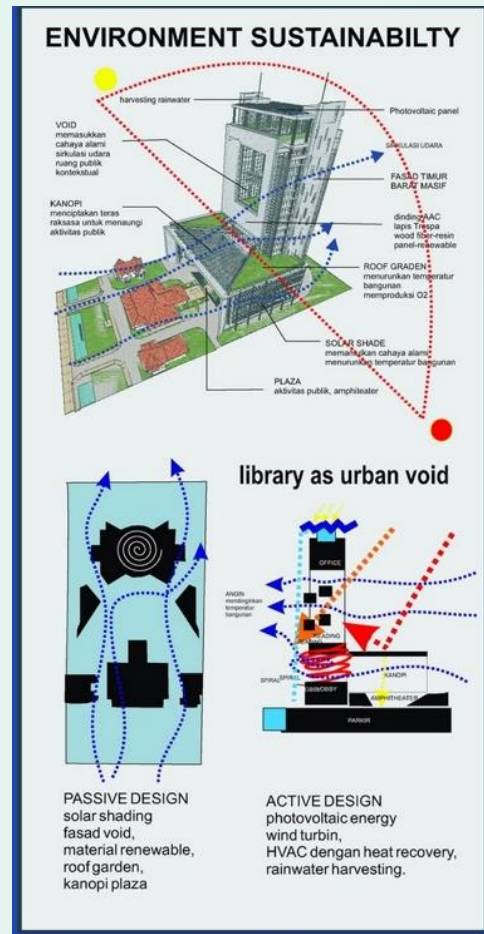 ENVIRONMENT SUSTAINABILTY
harvesting rainwater
Photovoltaic panel
VOID
memasukkan
cahaya alami
sirkulasi udara
ruang publik
kontekstual
SIRKULASI UDARA
FASAD TIMUR
BARAT MASIF
KANOPI
menciptakan teras
raksasa untuk menaungi
aktivitas publik
dinding AAC
lapis Trespa
wood fiber-resin
panel-renewable
ROOF GRADEN
menurunkan temperatur
bangunan
memproduksi O2
SOLAR SHADE
memasukan cahaya alami
menurunkan temperatur bangunan
PLAZA
aktivitas publik, amphiteater
library as urban void
OFFICE
ANGIN
mendinginkan
temperatur
bangunan
READING
SPIRAL
LOBBY
KANOPI
AMPHITHEATER
PARKIR
PASSIVE DESIGN
solar shading
fasad void,
material renewable,
roof garden,
kanopi plaza
ACTIVE DESIGN
photovoltaic energy
wind turbin,
HVAC dengan heat recovery,
rainwater harvesting.